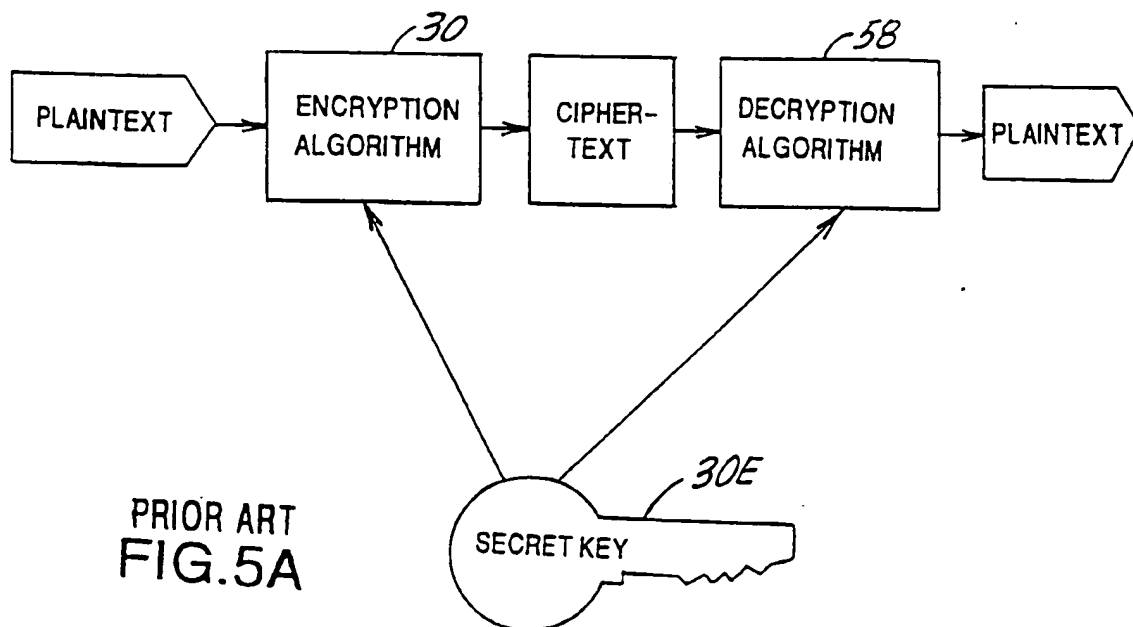 30
58
PLAINTEXT
ENCRYPTION
ALGORITHM
CIPHER-
TEXT
DECRYPTION
ALGORITHM
PLAINTEXT
30E
SECRET KEY
PRIOR ART
FIG.5A